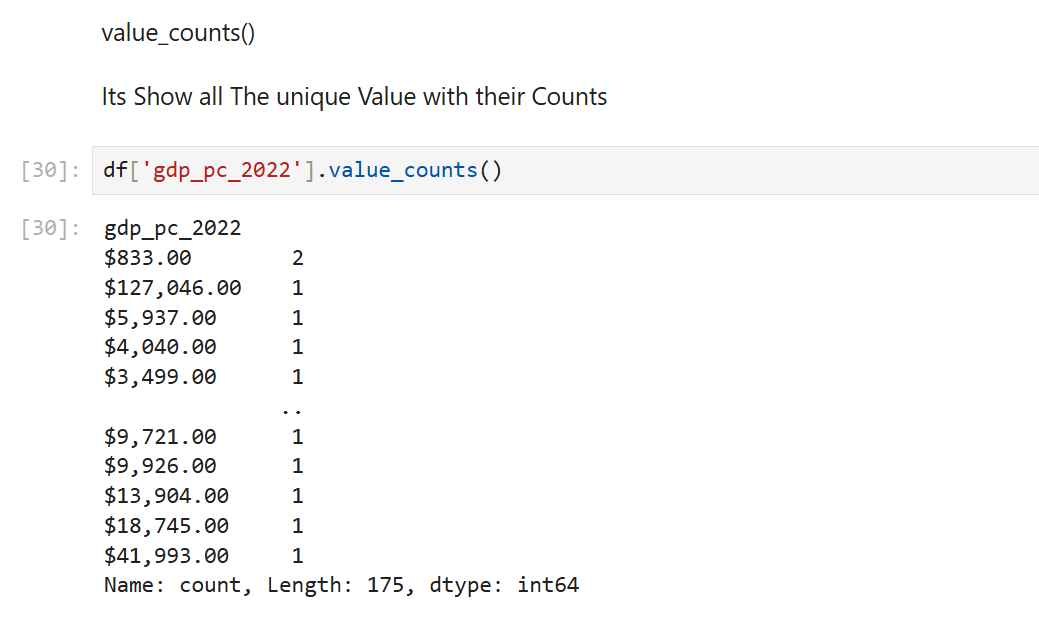 value_counts()
Its Show all The unique Value with their Counts
[30]: df['gdp_pc_2022'].value_counts()
[30]: gdp_pc_2022
$833.00 2
$127,046.00 1
$5,937.00 1
$4,040.00 1
$3,499.00 1
..
$9,721.00 1
$9,926.00 1
$13,904.00 1
$18,745.00 1
$41,993.00 1
Name: count, Length: 175, dtype: int64